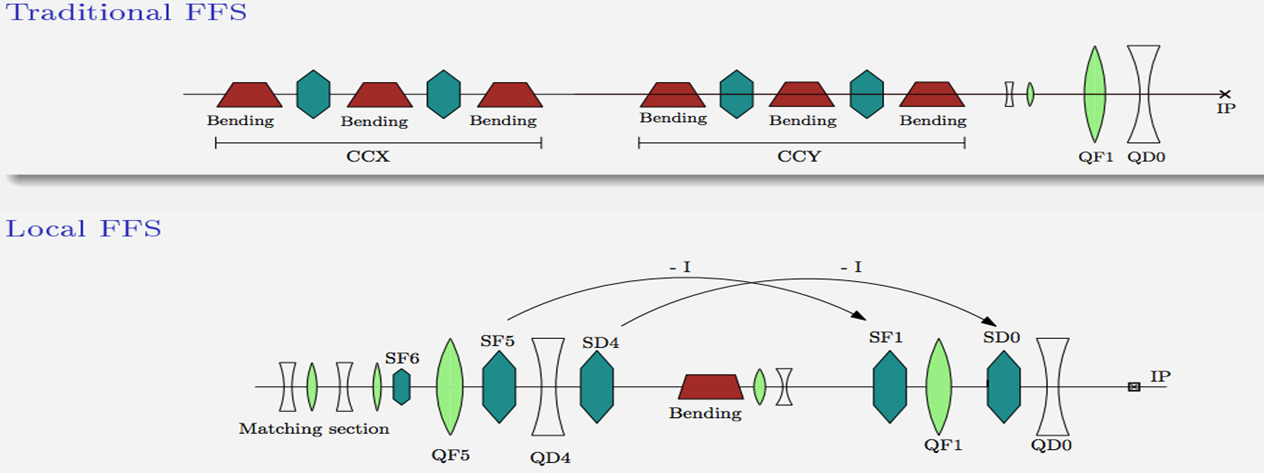 Traditional FFS
Bending Bending Bending Bending Bending Bending
CCX CCY
QF1 QD0
IP
Local FFS
- I - I
SF6 SF5 SD4 SF1 SD0
IP
Matching section
Bending
QF5 QD4 QF1 QD0